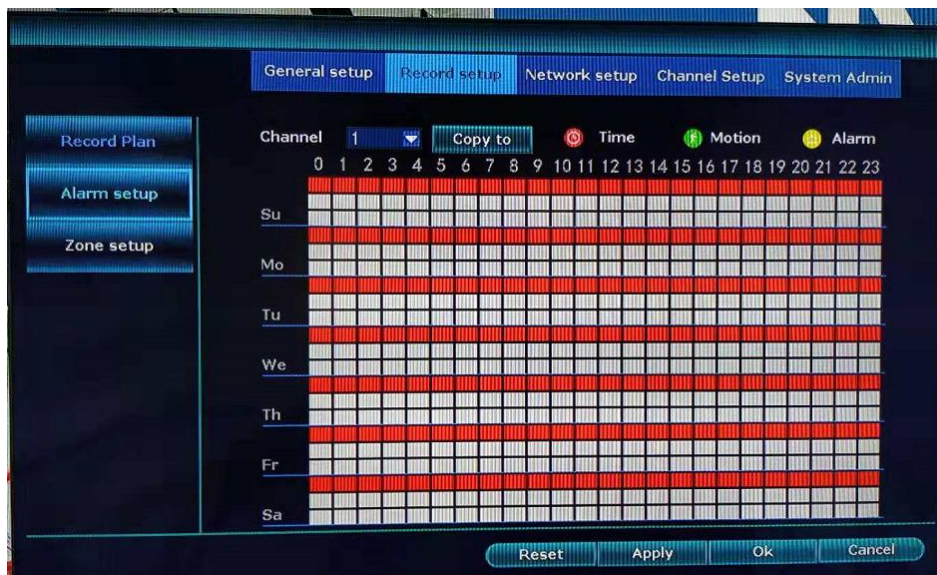 General setup Record setup Network setup Channel Setup System Admin
Record Plan
Alarm setup
Zone setup
Channel 1 Copy to Time Motion Alarm
0 1 2 3 4 5 6 7 8 9 10 11 12 13 14 15 16 17 18 19 20 21 22 23
Su
Mo
Tu
We
Th
Fr
Sa
Reset Apply Ok Cancel